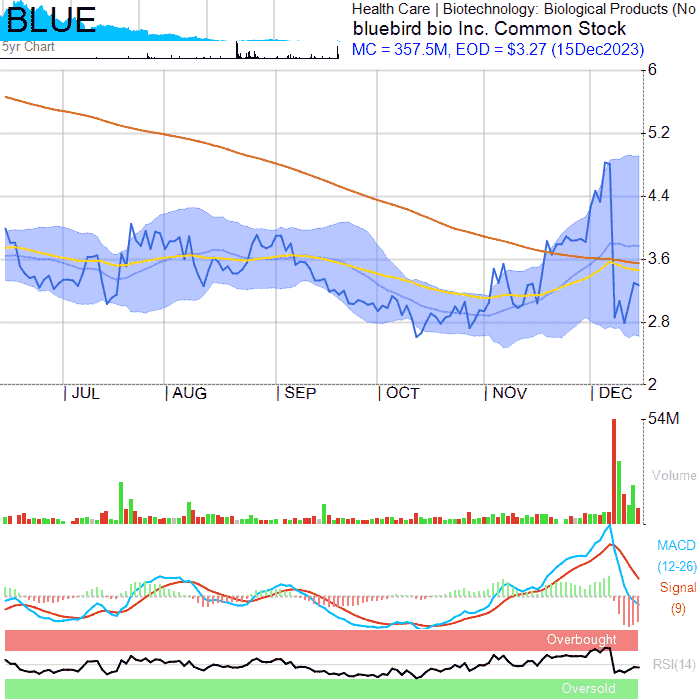 BLUE
5yr Chart
Health Care | Biotechnology: Biological Products (No
bluebird bio Inc. Common Stock
MC = 357.5M, EOD = $3.27 (15Dec2023)
6
5.2
4.4
3.6
2.8
2
| JUL | AUG | SEP | OCT | NOV | DEC
54M
Volume
MACD
(12-26)
Signal
(9)
Overbought
RSI(14)
Oversold